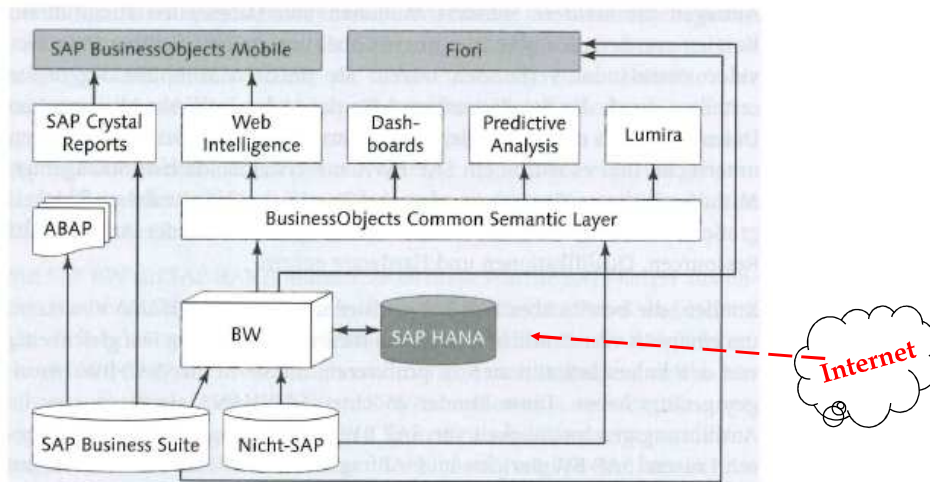 SAP BusinessObjects Mobile
Fiori
SAP Crystal
Reports
Web
Intelligence
Dash-
boards
Predictive
Analysis
Lumira
ABAP
BusinessObjects Common Semantic Layer
BW
SAP HANA
Internet
SAP Business Suite
Nicht-SAP